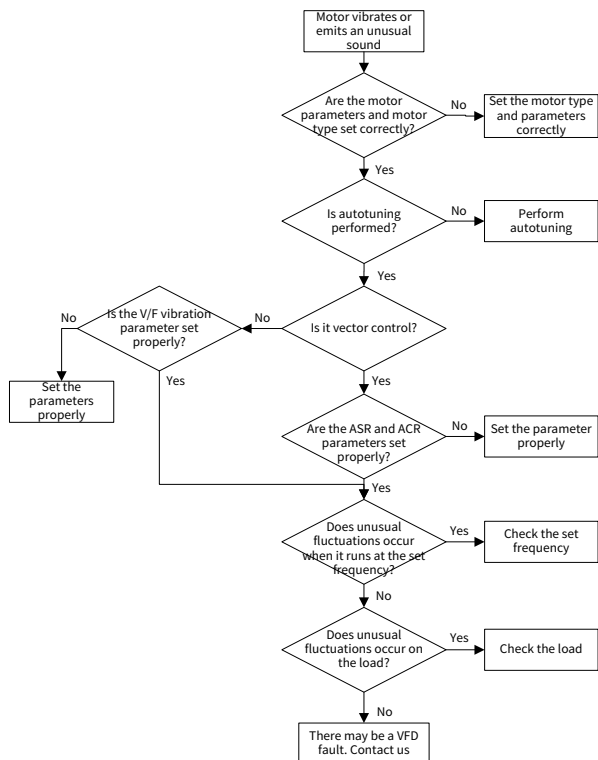 Motor vibrates or
emits an unusual
sound
Are the motor
parameters and motor
type set correctly?
No
Set the motor type
and parameters
correctly
Yes
Is autotuning
performed?
No
Perform
autotuning
Yes
Is it vector control?
No
Is the V/F vibration
parameter set
properly?
No
Set the
parameters
properly
Yes
Yes
Are the ASR and ACR
parameters set
properly?
No
Set the parameter
properly
Yes
Does unusual
fluctuations occur
when it runs at the set
frequency?
Yes
Check the set
frequency
No
Does unusual
fluctuations occur on
the load?
Yes
Check the load
No
There may be a VFD
fault. Contact us